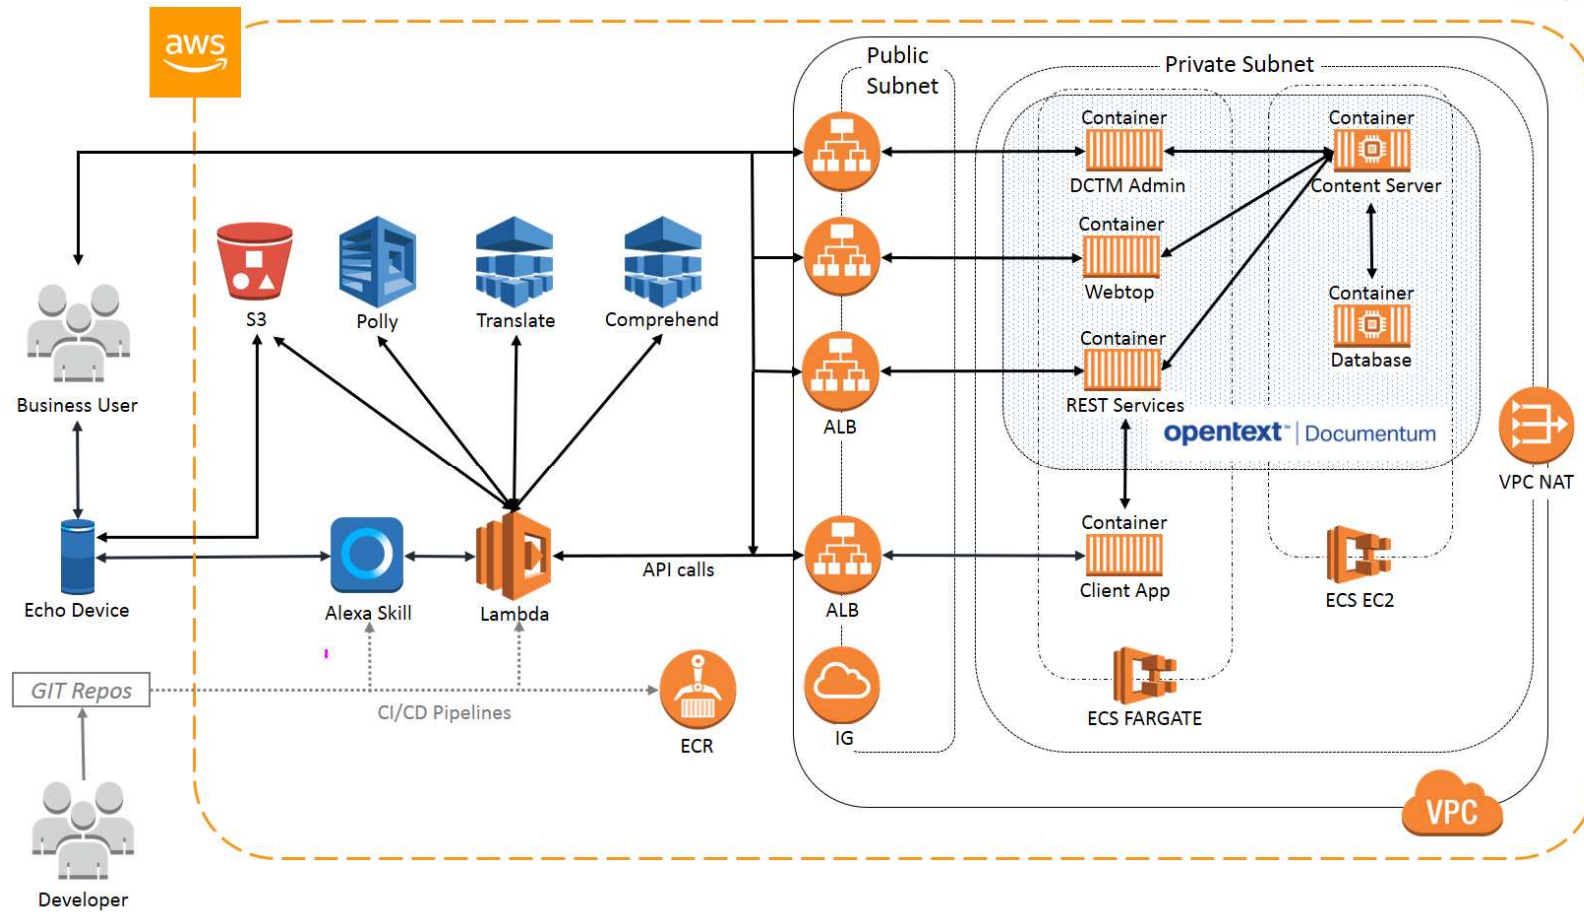 aws
Public
Subnet
Private Subnet
Container
DCTM Admin
Container
Content Server
Container
Webtop
Container
Database
Container
REST Services
opentext™ | Documentum
S3
Polly
Translate
Comprehend
Business User
ALB
VPC NAT
Container
Client App
API calls
Echo Device
Alexa Skill
Lambda
ALB
ECS EC2
GIT Repos
CI/CD Pipelines
ECR
IG
ECS FARGATE
VPC
Developer